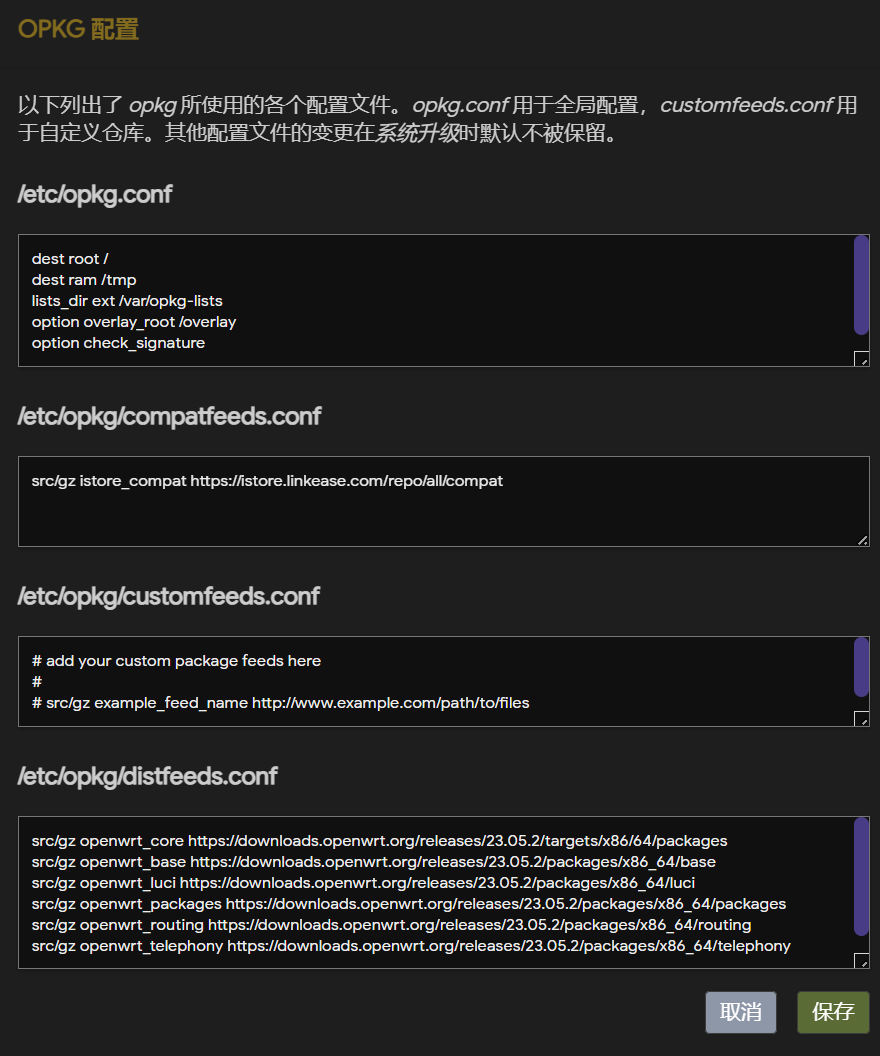 OPKG 配置
以下列出了 opkg 所使用的各个配置文件。opkg.conf 用于全局配置，customfeeds.conf 用
于自定义仓库。其他配置文件的变更在系统升级时默认不被保留。
/etc/opkg.conf
dest root /
dest ram /tmp
lists_dir ext /var/opkg-lists
option overlay_root /overlay
option check_signature
/etc/opkg/compatfeeds.conf
src/gz istore_compat https://istore.linkease.com/repo/all/compat
/etc/opkg/customfeeds.conf
# add your custom package feeds here
#
# src/gz example_feed_name http://www.example.com/path/to/files
/etc/opkg/distfeeds.conf
src/gz openwrt_core https://downloads.openwrt.org/releases/23.05.2/targets/x86/64/packages
src/gz openwrt_base https://downloads.openwrt.org/releases/23.05.2/packages/x86_64/base
src/gz openwrt_luci https://downloads.openwrt.org/releases/23.05.2/packages/x86_64/luci
src/gz openwrt_packages https://downloads.openwrt.org/releases/23.05.2/packages/x86_64/packages
src/gz openwrt_routing https://downloads.openwrt.org/releases/23.05.2/packages/x86_64/routing
src/gz openwrt_telephony https://downloads.openwrt.org/releases/23.05.2/packages/x86_64/telephony
取消 保存